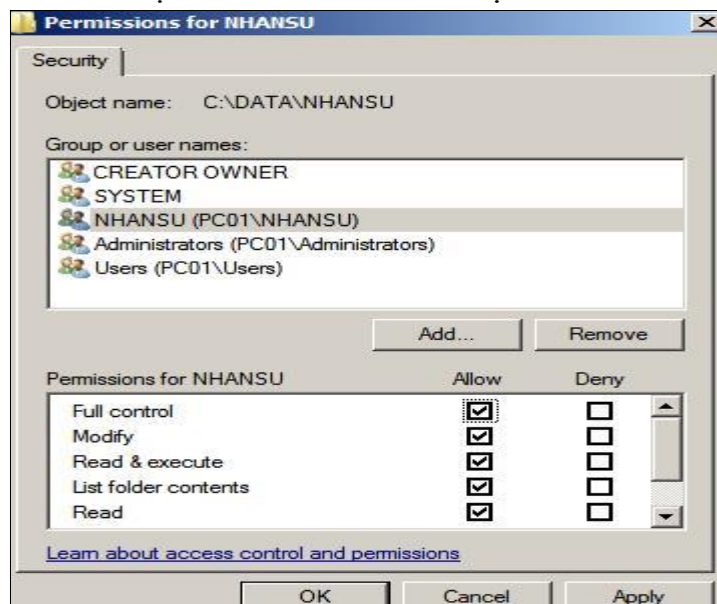 Permissions for NHANSU
Security
Object name: C:\DATA\NHANSU
Group or user names:
CREATOR OWNER
SYSTEM
NHANSU (PC01\NHANSU)
Administrators (PC01\Administrators)
Users (PC01\Users)
Add... Remove
Permissions for NHANSU Allow Deny
Full control
Modify
Read & execute
List folder contents
Read
Learn about access control and permissions
OK Cancel Apply